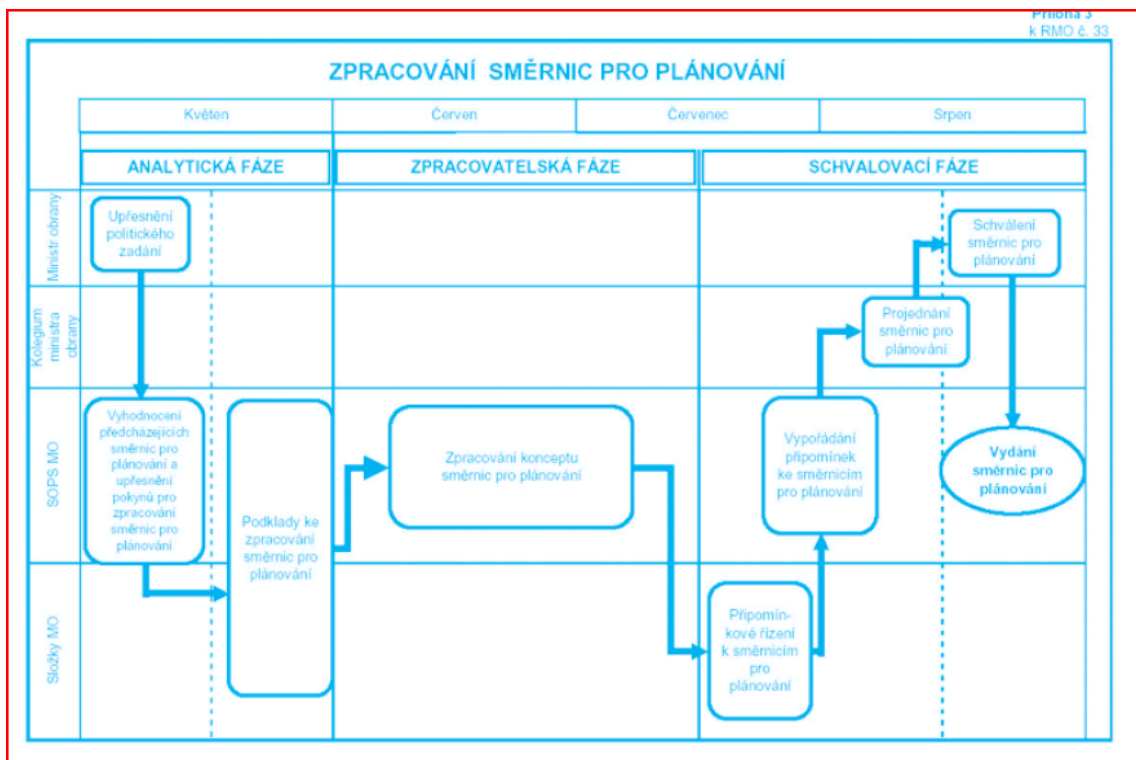 Příloha 3
k RMO č. 33
ZPRACOVÁNÍ SMĚRNIC PRO PLÁNOVÁNÍ
Květen
Červen
Červenec
Srpen
ANALYTICKÁ FÁZE
ZPRACOVATELSKÁ FÁZE
SCHVALOVACÍ FÁZE
Ministr obrany
Upřesnění
politického
zadání
Schválení
směrnic pro
plánování
Kolegium
ministra
obrany
Projednání
směrnic pro
plánování
SOPS MO
Vyhodnocení
předcházejících
směrnic pro
plánování a
upřesnění
pokynů pro
zpracování
směrnic pro
plánování
Podklady ke
zpracování
směrnic pro
plánování
Zpracování konceptu
směrnic pro plánování
Vypořádání
připomínek
ke směrnicím
pro plánování
Vydání
směrnic pro
plánování
Složky MO
Připomín-
kové řízení
k směrnicím
pro
plánování